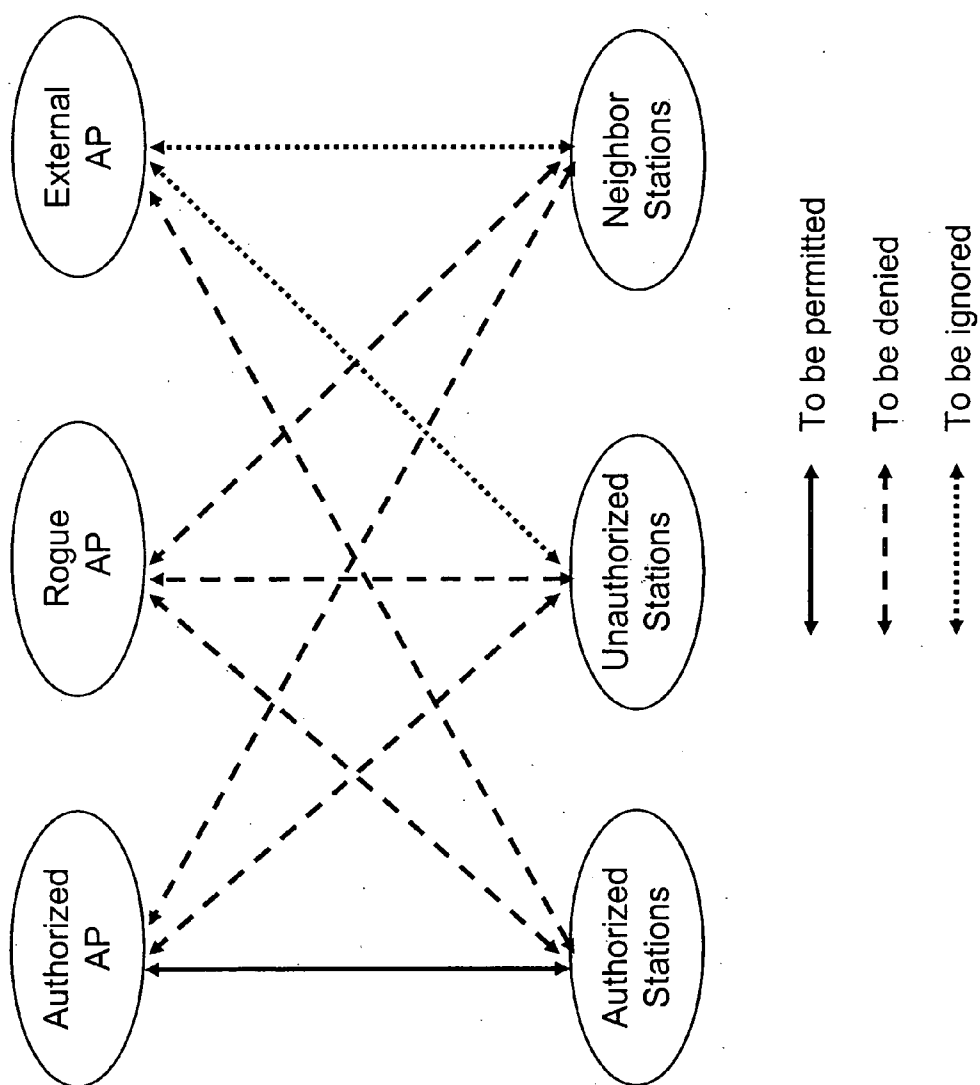 Authorized
AP
Rogue
AP
External
AP
Authorized
Stations
Unauthorized
Stations
Neighbor
Stations
To be permitted
To be denied
To be ignored